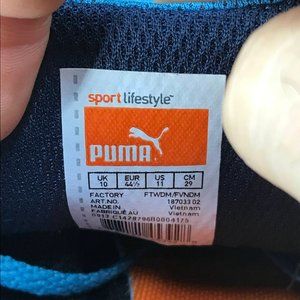 sport lifestyle™
PUMA
UK EUR US CM
10 44½ 11 29
FACTORY FTWDM/FVNDM
ART.NO. 187033 02
MADE IN Vietnam
FABRIQUÉ AU Vietnam